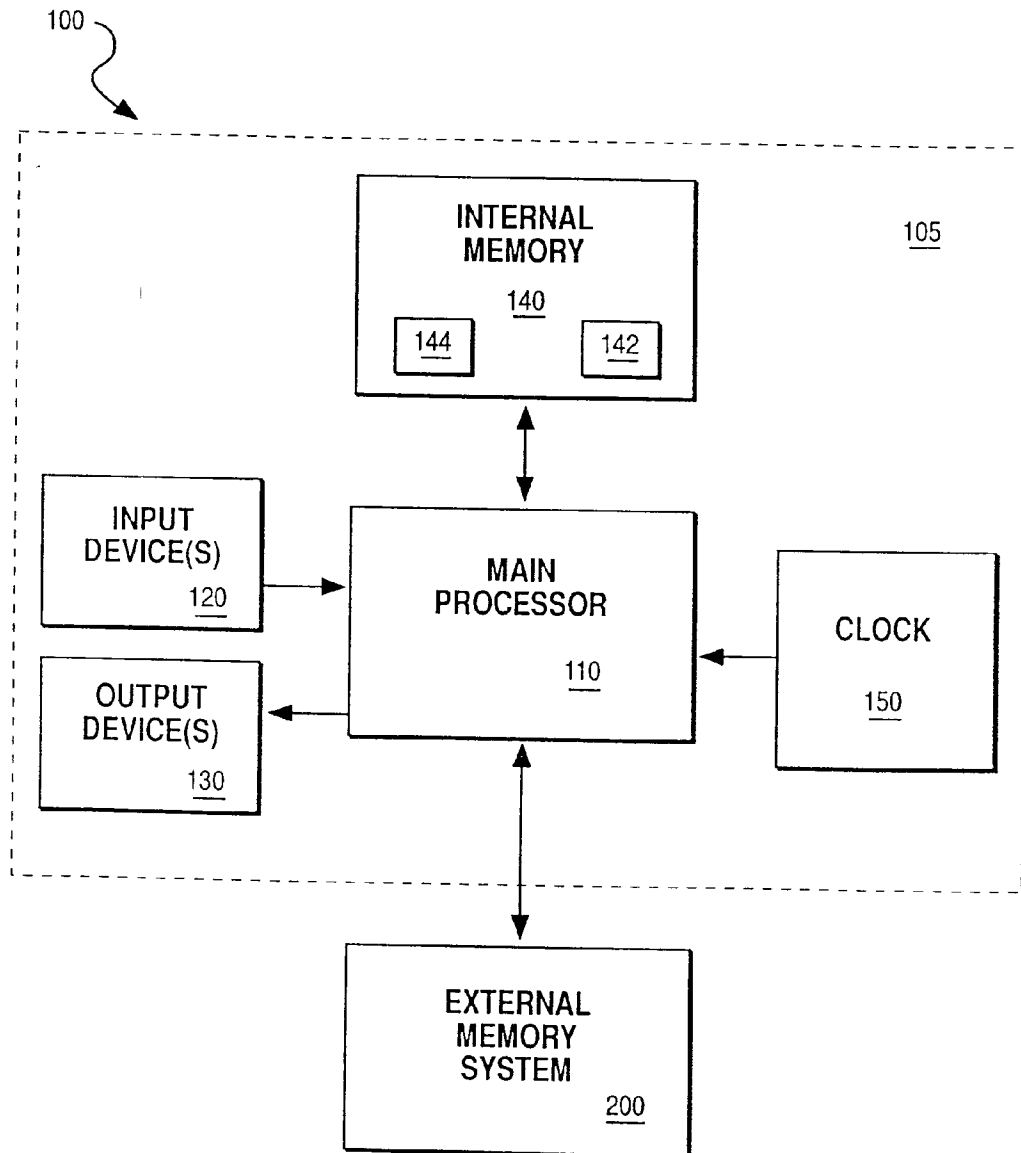 100
INTERNAL
MEMORY
140
105
144
142
INPUT
DEVICE(S)
120
MAIN
PROCESSOR
110
CLOCK
150
OUTPUT
DEVICE(S)
130
EXTERNAL
MEMORY
SYSTEM
200